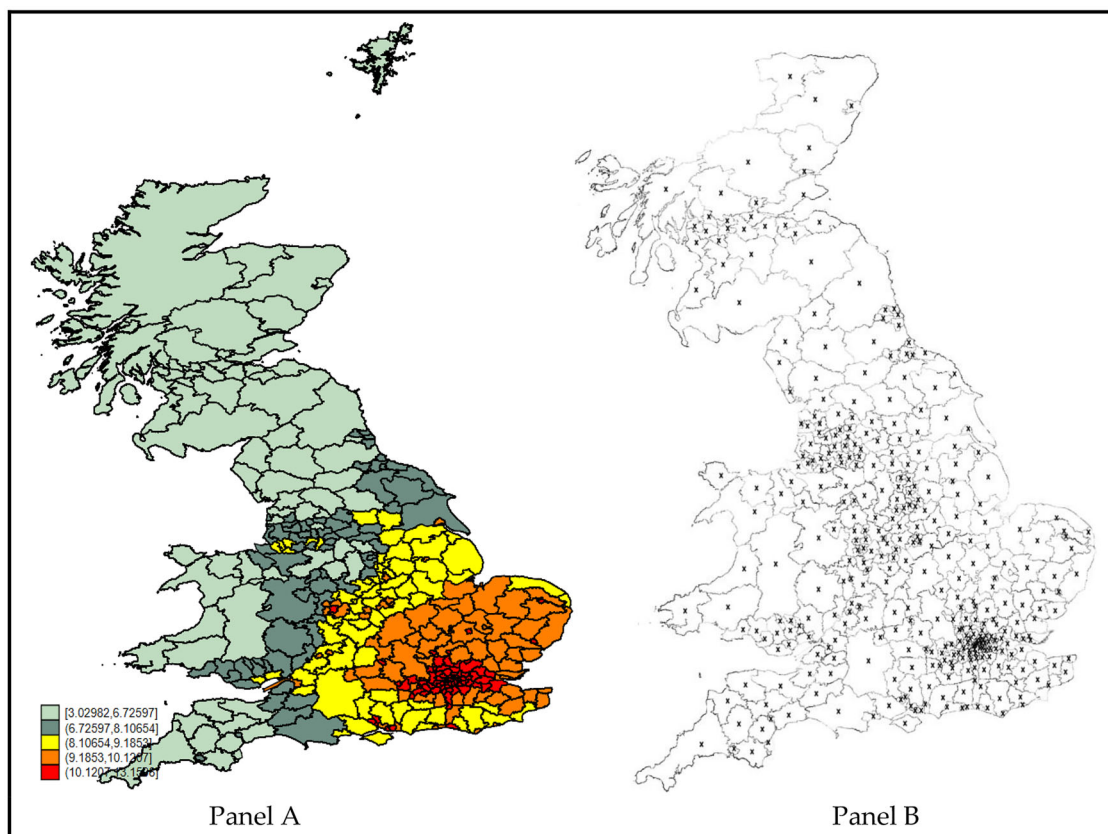 [3.02982,6.72597]
(6.72597,8.10654]
(8.10654,9.1853]
(9.1853,10.1207]
Panel A
Panel B